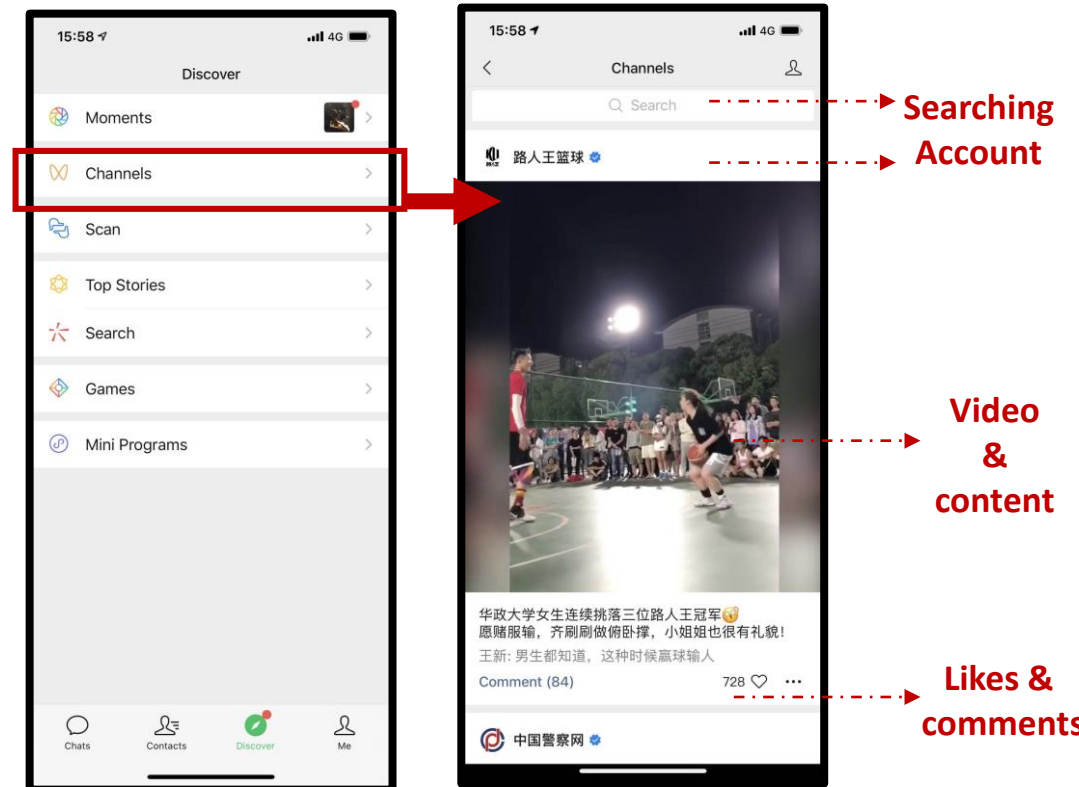 15:58
4G
Discover
Moments
Channels
Scan
Top Stories
Search
Games
Mini Programs
Chats
Contacts
Discover
Me
15:58
4G
Channels
Search
路人王篮球
华政大学女生连续挑落三位路人王冠军
愿赌服输，齐刷刷做俯卧撑，小姐姐也很有礼貌！
王新: 男生都知道，这种时候赢球输人
Comment (84)
728
中国警察网
Searching
Account
Video
&
content
Likes &
comments